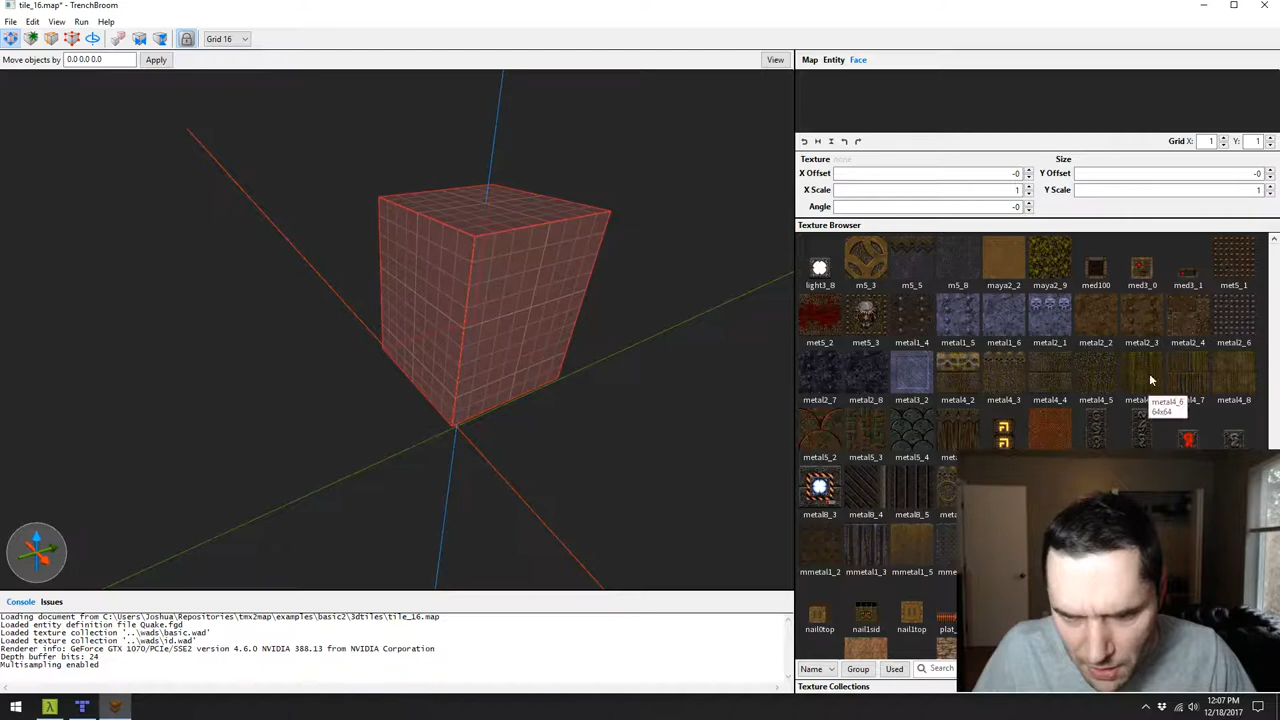 tile_16.map* - TrenchBroom
File Edit View Run Help
Grid 16
Move objects by 0.0 0.0 0.0 Apply View
Map Entity Face
Grid X: 1 Y: 1
Texture none Size
X Offset -0 Y Offset -0
X Scale 1 Y Scale 1
Angle -0
Texture Browser
light3_8 m5_3 m5_5 m5_8 maya2_2 maya2_9 med100 med3_0 med3_1 met5_1
met5_2 met5_3 metal1_4 metal1_5 metal1_6 metal2_1 metal2_2 metal2_3 metal2_4 metal2_6
metal2_7 metal2_8 metal3_2 metal4_2 metal4_3 metal4_4 metal4_5 metal4_7 metal4_8
metal4_6
64x64
metal5_2 metal5_3 metal5_4
metal8_3 metal8_4 metal8_5
mmetal1_2 mmetal1_3 mmetal1_5
nail0top nail1sid nail1top plat_
Name Group Used Search
Texture Collections
Console Issues
Loading document from C:\Users\Joshua\Repositories\tmx2map\examples\basic2\3dtiles\tile_16.map
Loaded entity definition file Quake.fgd
Loaded texture collection '..\wads\basic.wad'
Loaded texture collection '..\wads\id.wad'
Renderer info: GeForce GTX 1070/PCIe/SSE2 version 4.6.0 NVIDIA 388.13 from NVIDIA Corporation
Depth buffer bits: 24
Multisampling enabled
12:07 PM
12/18/2017